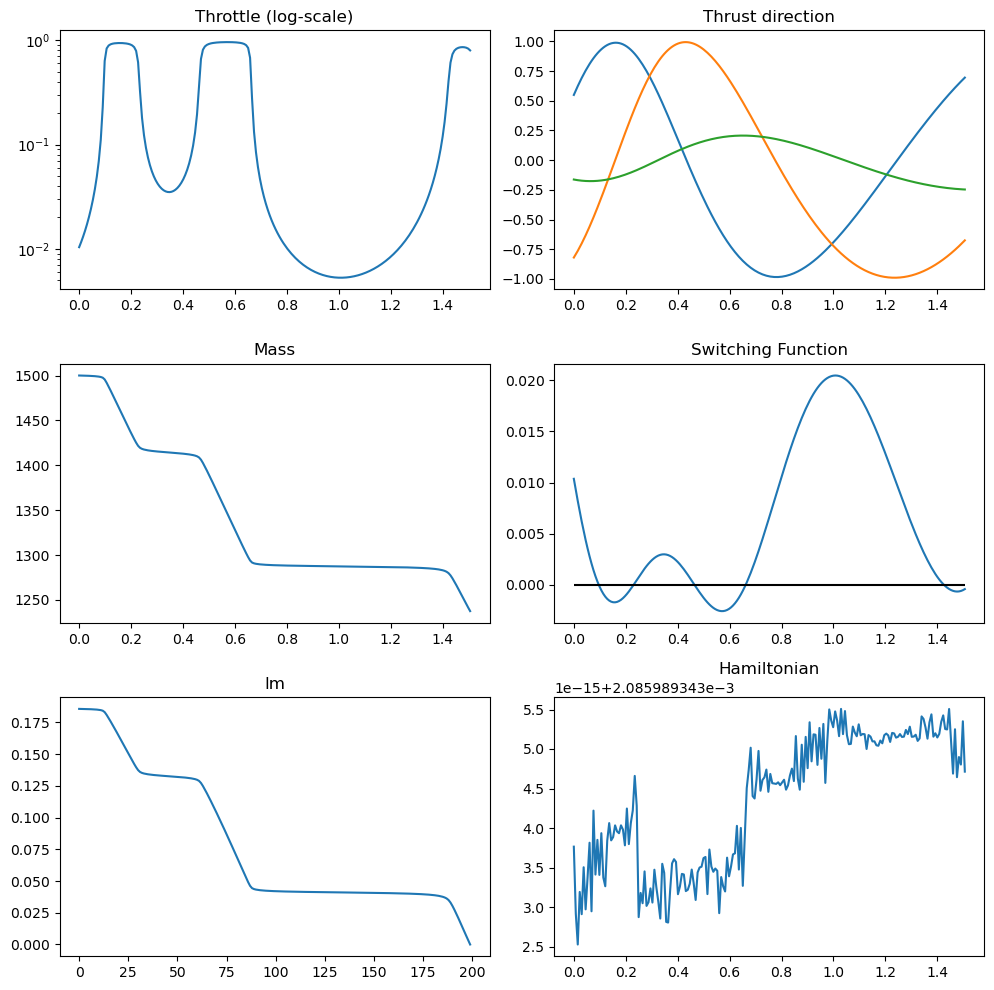 Throttle (log-scale)
10⁰
10⁻¹
10⁻²
0.0 0.2 0.4 0.6 0.8 1.0 1.2 1.4
Thrust direction
1.00
0.75
0.50
0.25
0.00
−0.25
−0.50
−0.75
−1.00
0.0 0.2 0.4 0.6 0.8 1.0 1.2 1.4
Mass
1500
1450
1400
1350
1300
1250
0.0 0.2 0.4 0.6 0.8 1.0 1.2 1.4
Switching Function
0.020
0.015
0.010
0.005
0.000
0.0 0.2 0.4 0.6 0.8 1.0 1.2 1.4
lm
0.175
0.150
0.125
0.100
0.075
0.050
0.025
0.000
0 25 50 75 100 125 150 175 200
Hamiltonian
1e−15+2.085989343e−3
5.5
5.0
4.5
4.0
3.5
3.0
2.5
0.0 0.2 0.4 0.6 0.8 1.0 1.2 1.4